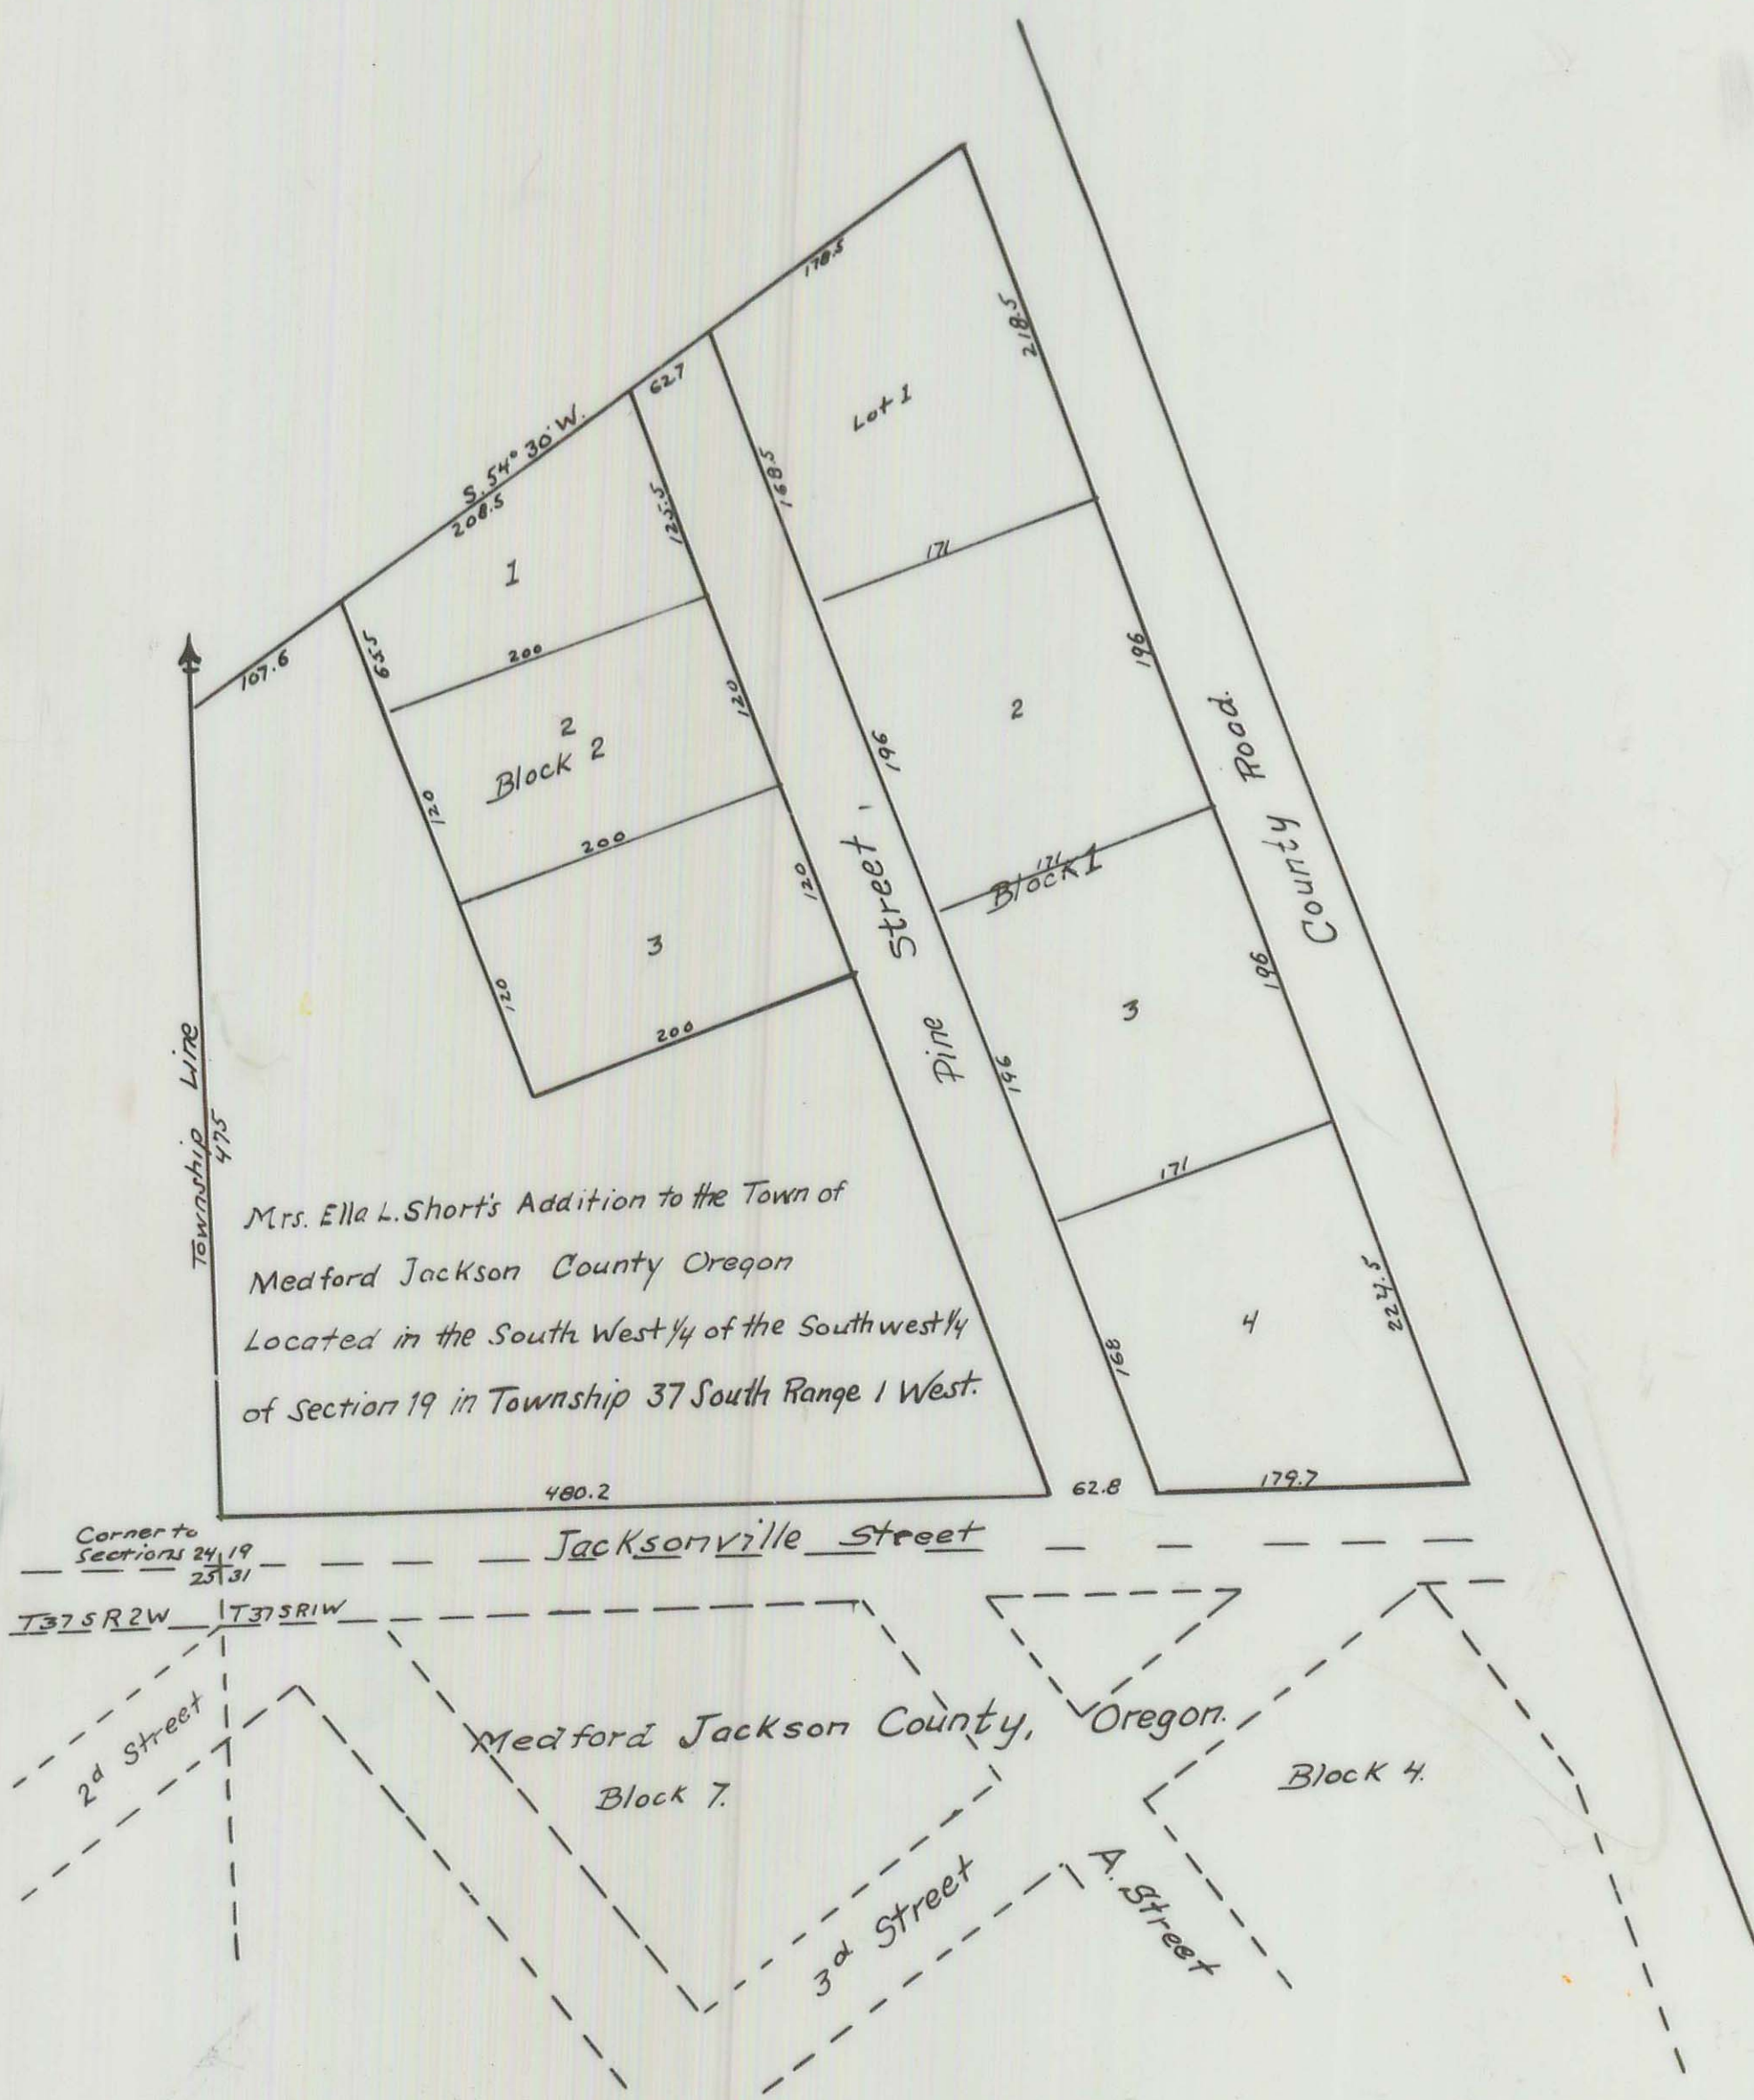 178.5
218.5
62.7
Lot 1
S. 54° 30' W.
208.5
168.5
125.5
171
1
65.5
200
107.6
196
120
2
2
Block 2
196
120
200
171
Block 1
120
Street
County Road.
3
196
120
3
200
Pine
196
Township Line
475
171
Mrs. Ella L. Short's Addition to the Town of
Medford Jackson County Oregon
Located in the South West 1/4 of the Southwest 1/4
of Section 19 in Township 37 South Range 1 West.
224.5
4
168
480.2
62.8
179.7
Corner to
Sections 24 19
25 31
Jacksonville Street
T37 S R 2 W
T37 S R 1 W
2d Street
Medford Jackson County, Oregon.
Block 7.
Block 4.
3d Street
A. Street